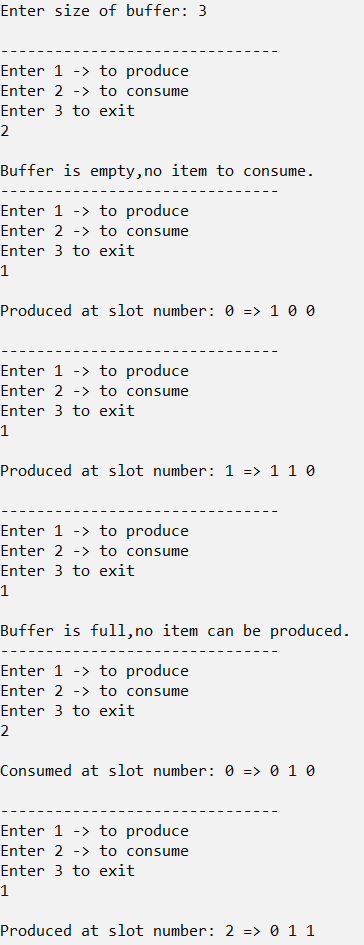 Enter size of buffer: 3
-------------------------------
Enter 1 -> to produce
Enter 2 -> to consume
Enter 3 to exit
2
Buffer is empty,no item to consume.
-------------------------------
Enter 1 -> to produce
Enter 2 -> to consume
Enter 3 to exit
1
Produced at slot number: 0 => 1 0 0
-------------------------------
Enter 1 -> to produce
Enter 2 -> to consume
Enter 3 to exit
1
Produced at slot number: 1 => 1 1 0
-------------------------------
Enter 1 -> to produce
Enter 2 -> to consume
Enter 3 to exit
1
Buffer is full,no item can be produced.
-------------------------------
Enter 1 -> to produce
Enter 2 -> to consume
Enter 3 to exit
2
Consumed at slot number: 0 => 0 1 0
-------------------------------
Enter 1 -> to produce
Enter 2 -> to consume
Enter 3 to exit
1
Produced at slot number: 2 => 0 1 1